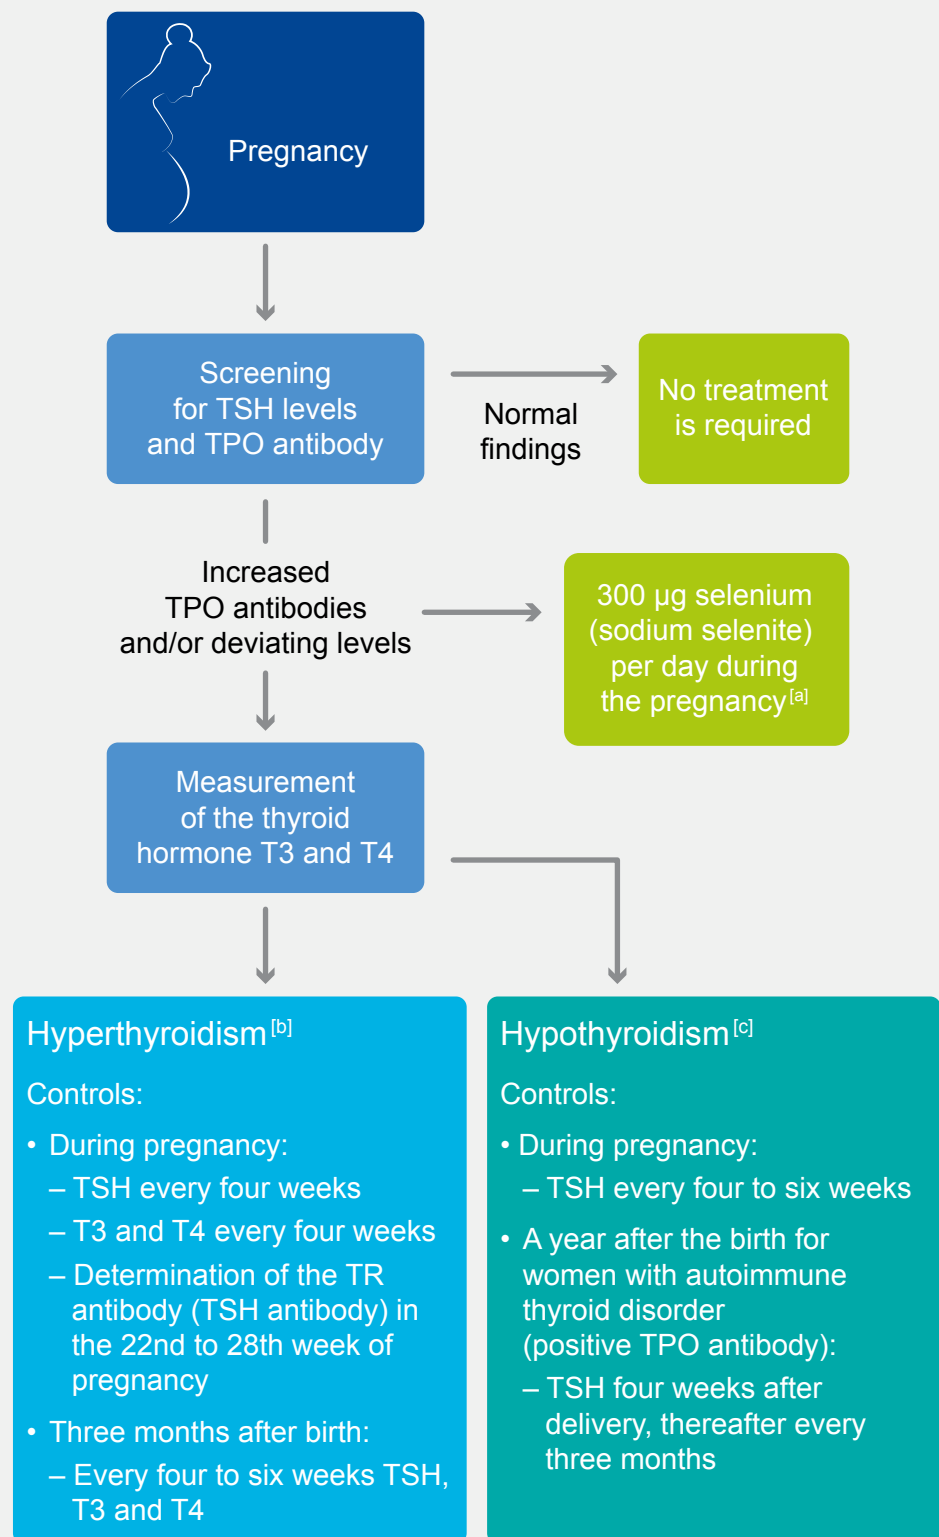 Pregnancy
Screening
for TSH levels
and TPO antibody
Normal
findings
No treatment
is required
Increased
TPO antibodies
and/or deviating levels
300 µg selenium
(sodium selenite)
per day during
the pregnancy[a]
Measurement
of the thyroid
hormone T3 and T4
Hyperthyroidism[b]
Controls:
• During pregnancy:
– TSH every four weeks
– T3 and T4 every four weeks
– Determination of the TR
antibody (TSH antibody) in
the 22nd to 28th week of
pregnancy
• Three months after birth:
– Every four to six weeks TSH,
T3 and T4
Hypothyroidism[c]
Controls:
• During pregnancy:
– TSH every four to six weeks
• A year after the birth for
women with autoimmune
thyroid disorder
(positive TPO antibody):
– TSH four weeks after
delivery, thereafter every
three months